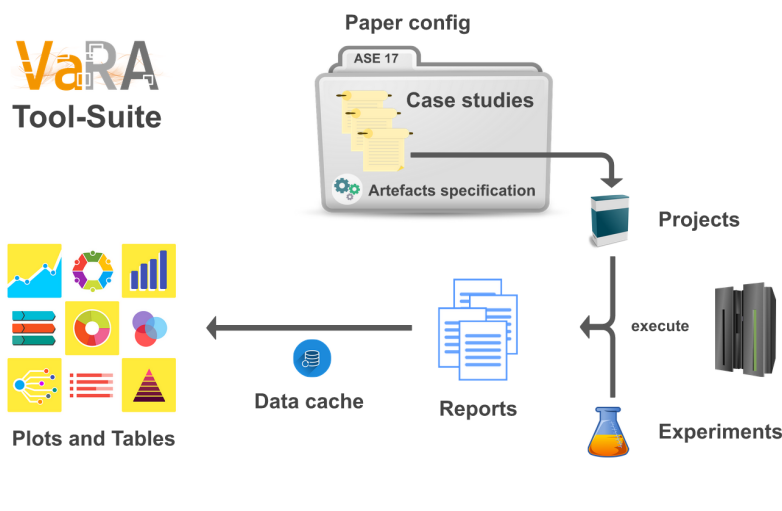 Paper config
VaRA
Tool-Suite
ASE 17
Case studies
Artefacts specification
Projects
execute
Data cache
Reports
Experiments
Plots and Tables